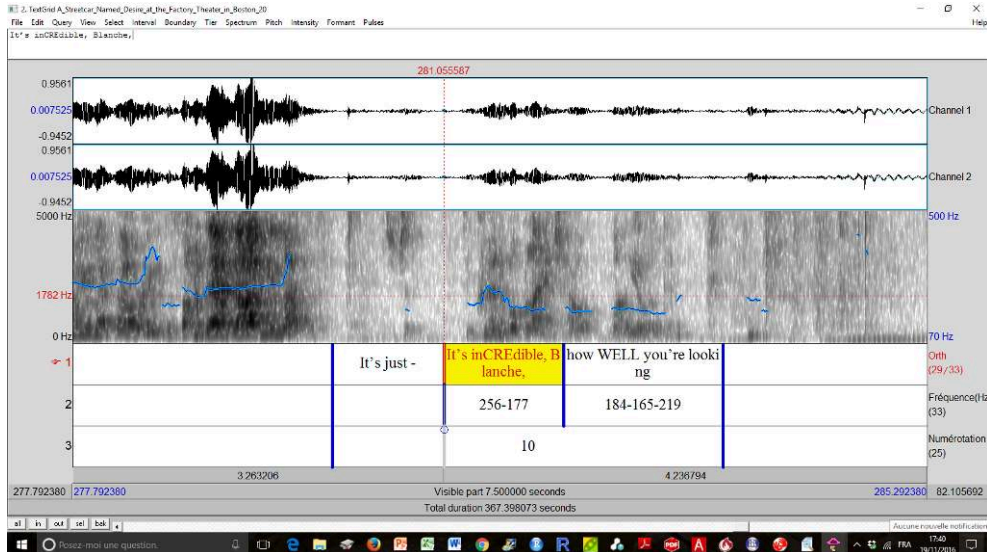 2. TextGrid A_Streetcar_Named_Desire_at_the_Factory_Theater_in_Boston_20
File Edit Query View Select Interval Boundary Tier Spectrum Pitch Intensity Formant Pulses Help
It's inCREdible, Blanche,
281.055587
0.9561
0.007525
-0.9452
Channel 1
0.9561
0.007525
-0.9452
Channel 2
5000 Hz
500 Hz
1782 Hz
0 Hz
70 Hz
1
It's just -
It's inCREdible, B
lanche,
how WELL you're looki
ng
Orth
(29/33)
2
256-177
184-165-219
Fréquence(Hz
(33)
3
10
Numérotation
(25)
3.263206 4.236794
277.792380 277.792380 Visible part 7.500000 seconds 285.292380 82.105692
Total duration 367.398073 seconds
all in out sel bak
Aucune nouvelle notification
Posez-moi une question.
FRA
17:40
19/11/2016